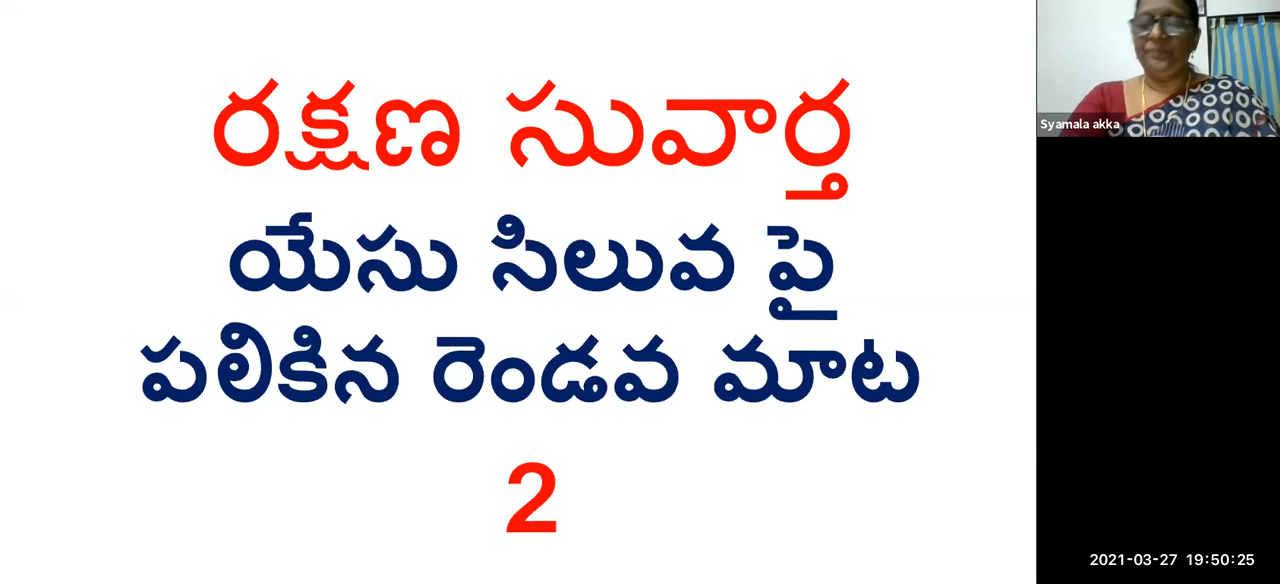 రక్షణ సువార్త
యేసు సిలువ పై
పలికిన రెండవ మాట
2
Syamala akka
2021-03-27 19:50:25